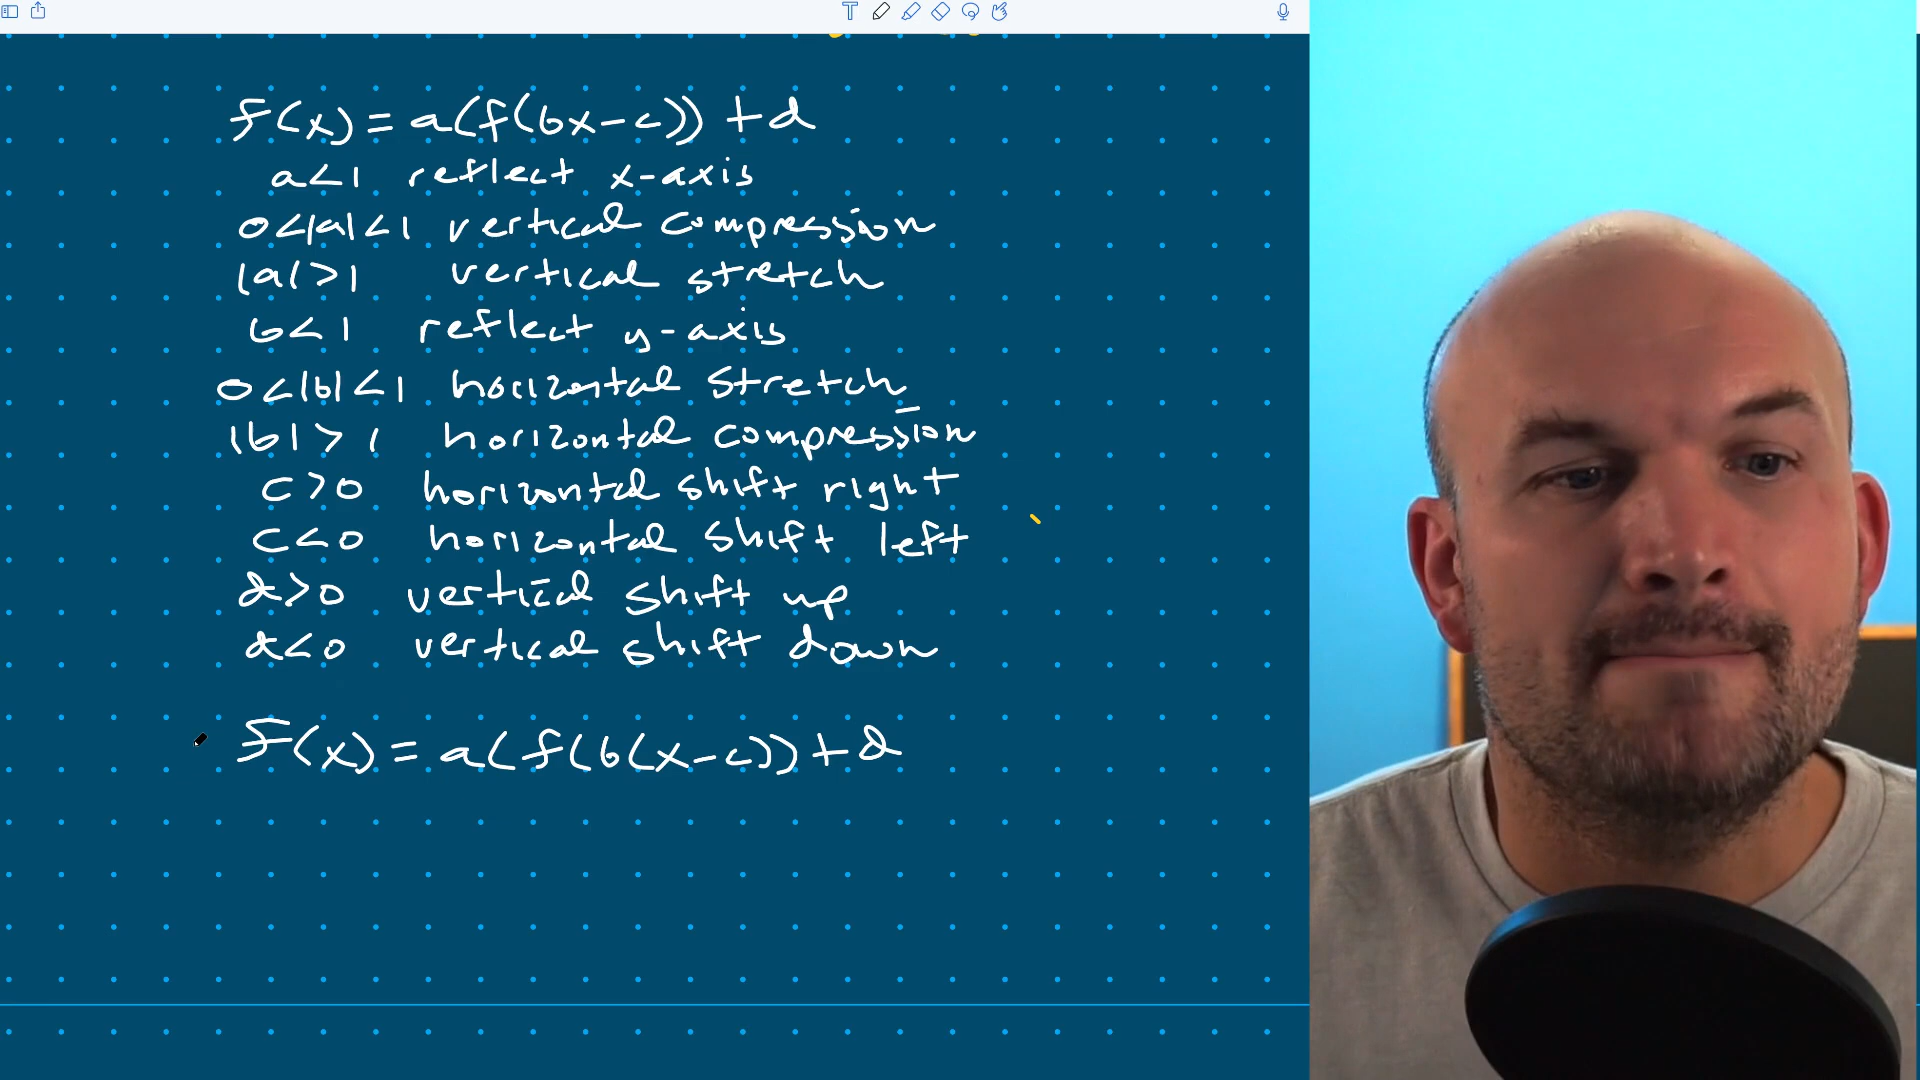 F(x) = a(f(bx-c)) + d
a<1 reflect x-axis
0<|a|<1 vertical compression
|a|>1 vertical stretch
b<1 reflect y-axis
0<|b|<1 horizontal stretch
|b|>1 horizontal compression
c>0 horizontal shift right
c<0 horizontal shift left
d>0 vertical shift up
d<0 vertical shift down
F(x) = a(f(b(x-c)) + d